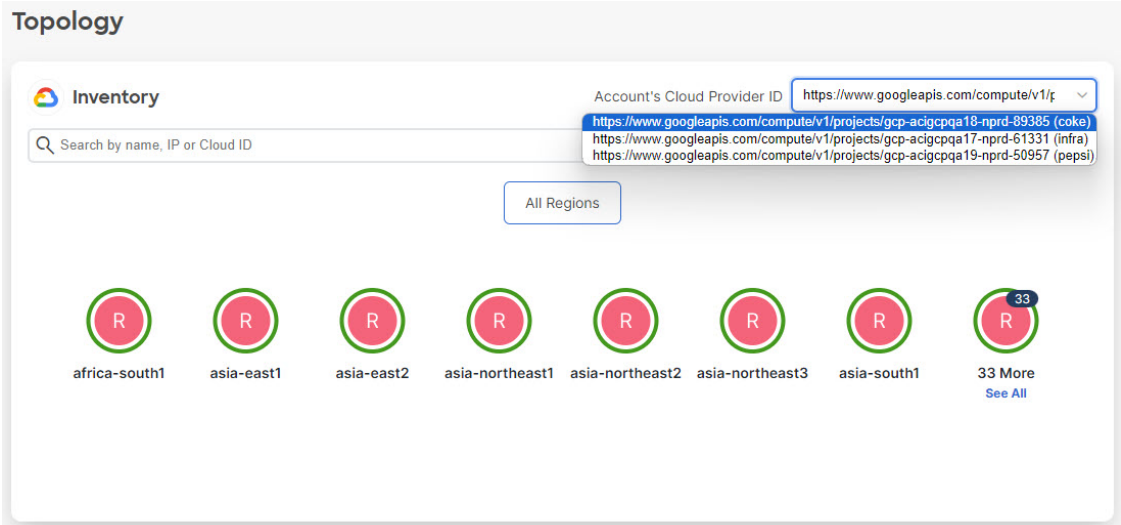 Topology
Inventory
Account's Cloud Provider ID
https://www.googleapis.com/compute/v1/p
https://www.googleapis.com/compute/v1/projects/gcp-acigcpqa18-nprd-89385 (coke)
https://www.googleapis.com/compute/v1/projects/gcp-acigcpqa17-nprd-61331 (infra)
https://www.googleapis.com/compute/v1/projects/gcp-acigcpqa19-nprd-50957 (pepsi)
Search by name, IP or Cloud ID
All Regions
R
R
R
R
R
R
R
R
33
africa-south1
asia-east1
asia-east2
asia-northeast1
asia-northeast2
asia-northeast3
asia-south1
33 More
See All